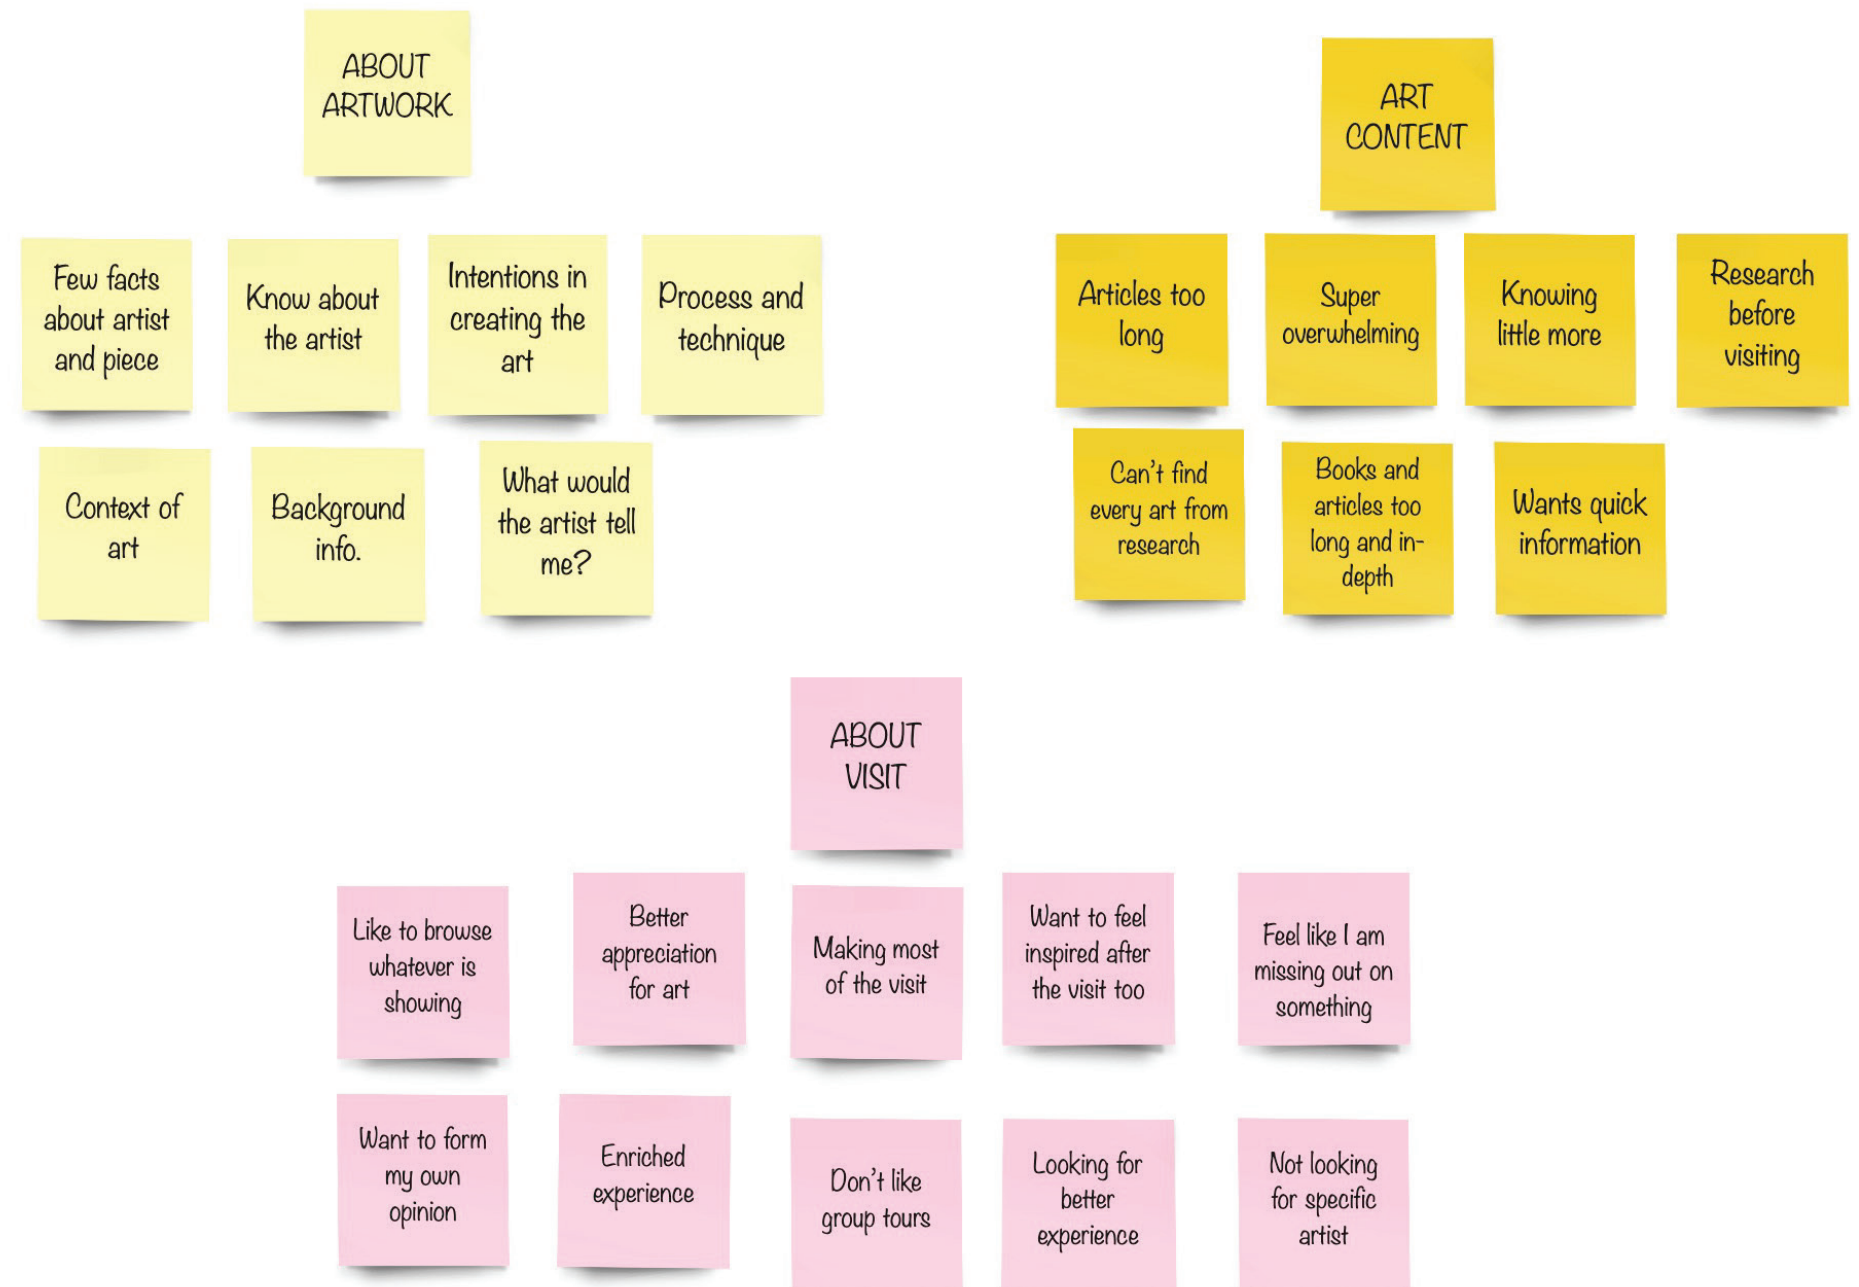 ABOUT
ARTWORK
Few facts
about artist
and piece
Know about
the artist
Intentions in
creating the
art
Process and
technique
Context of
art
Background
info.
What would
the artist tell
me?
ART
CONTENT
Articles too
long
Super
overwhelming
Knowing
little more
Research
before
visiting
Can't find
every art from
research
Books and
articles too
long and in-
depth
Wants quick
information
ABOUT
VISIT
Like to browse
whatever is
showing
Better
appreciation
for art
Making most
of the visit
Want to feel
inspired after
the visit too
Feel like I am
missing out on
something
Want to form
my own
opinion
Enriched
experience
Don't like
group tours
Looking for
better
experience
Not looking
for specific
artist